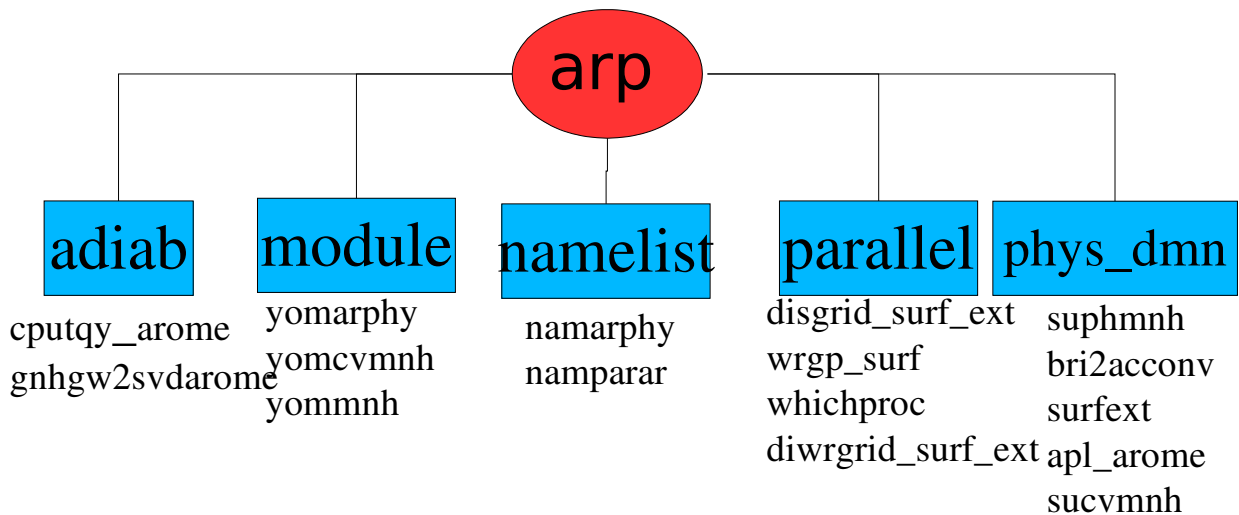 arp
adiab
cputqy_arome
gnhgw2svdarome
module
yomarphy
yomcvmnh
yommnh
namelist
namarphy
namparar
parallel
disgrid_surf_ext
wrgp_surf
whichproc
diwrgrid_surf_ext
phys_dmn
suphmnh
bri2acconv
surfext
apl_arome
sucvmnh